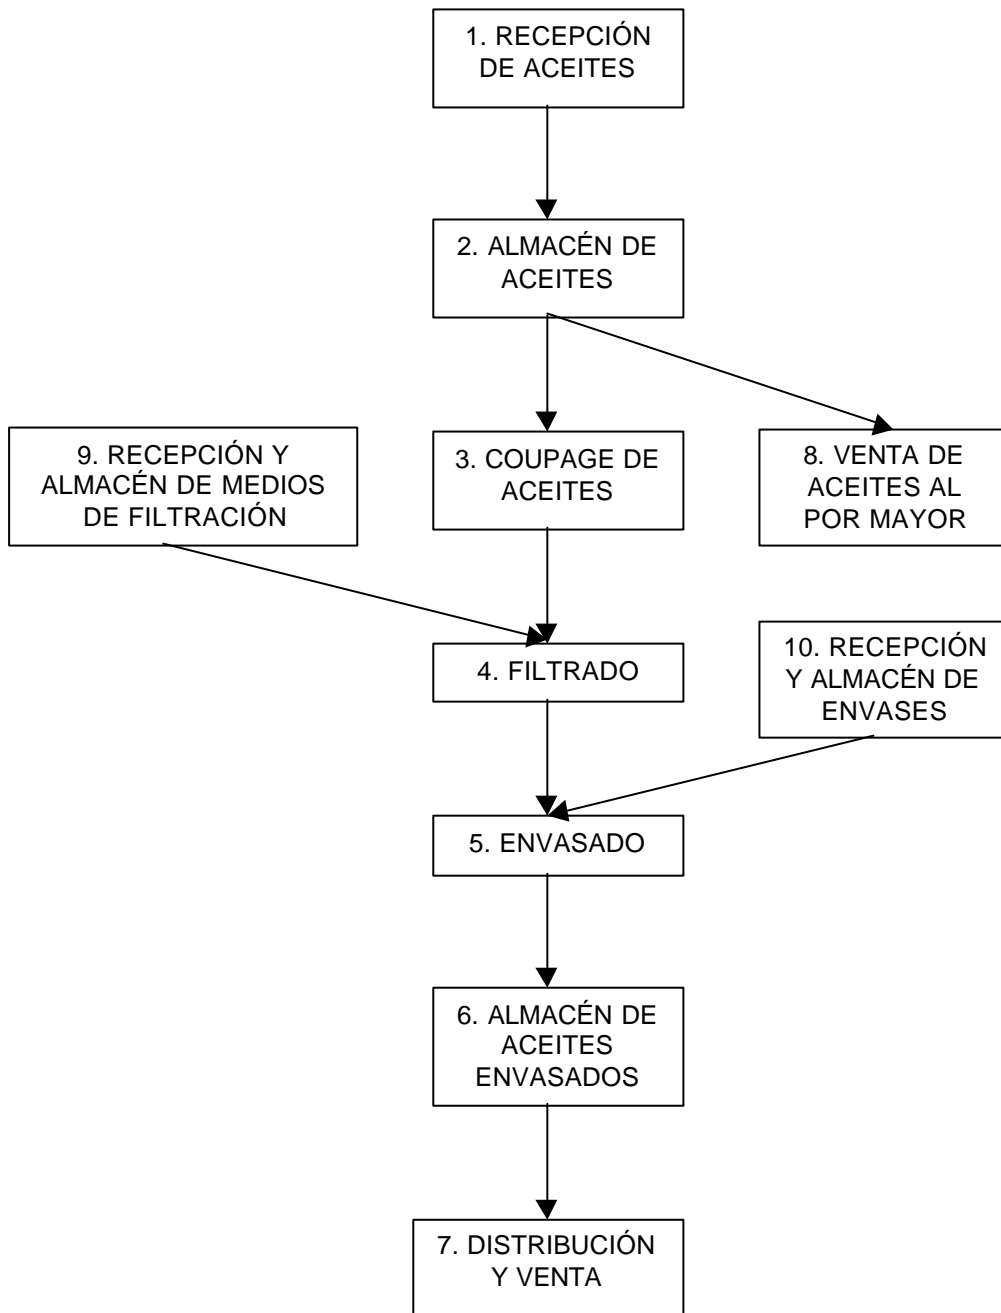 1. RECEPCIÓN
DE ACEITES
2. ALMACÉN DE
ACEITES
9. RECEPCIÓN Y
ALMACÉN DE MEDIOS
DE FILTRACIÓN
3. COUPAGE DE
ACEITES
8. VENTA DE
ACEITES AL
POR MAYOR
4. FILTRADO
10. RECEPCIÓN
Y ALMACÉN DE
ENVASES
5. ENVASADO
6. ALMACÉN DE
ACEITES
ENVASADOS
7. DISTRIBUCIÓN
Y VENTA